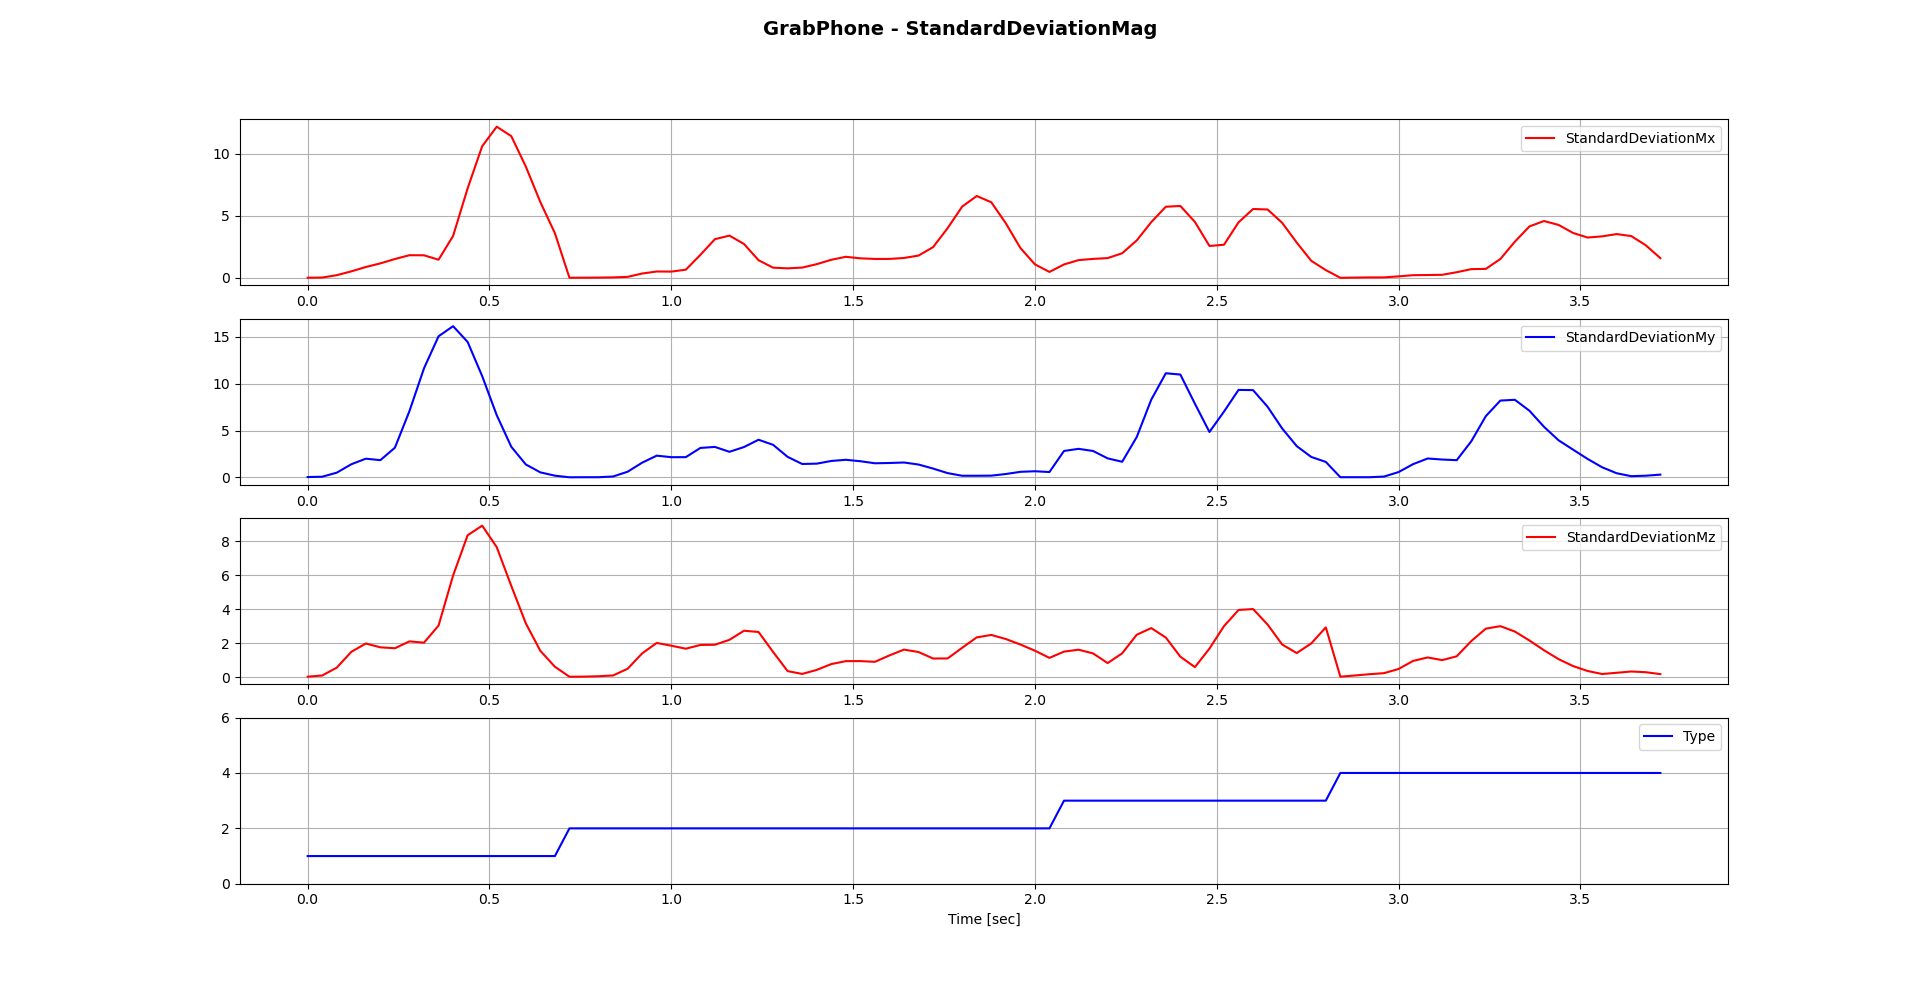 GrabPhone - StandardDeviationMag
StandardDeviationMx
10
5
0
0.0 0.5 1.0 1.5 2.0 2.5 3.0 3.5
StandardDeviationMy
15
10
5
0
0.0 0.5 1.0 1.5 2.0 2.5 3.0 3.5
StandardDeviationMz
8
6
4
2
0
0.0 0.5 1.0 1.5 2.0 2.5 3.0 3.5
6
Type
4
2
0
0.0 0.5 1.0 1.5 2.0 2.5 3.0 3.5
Time [sec]